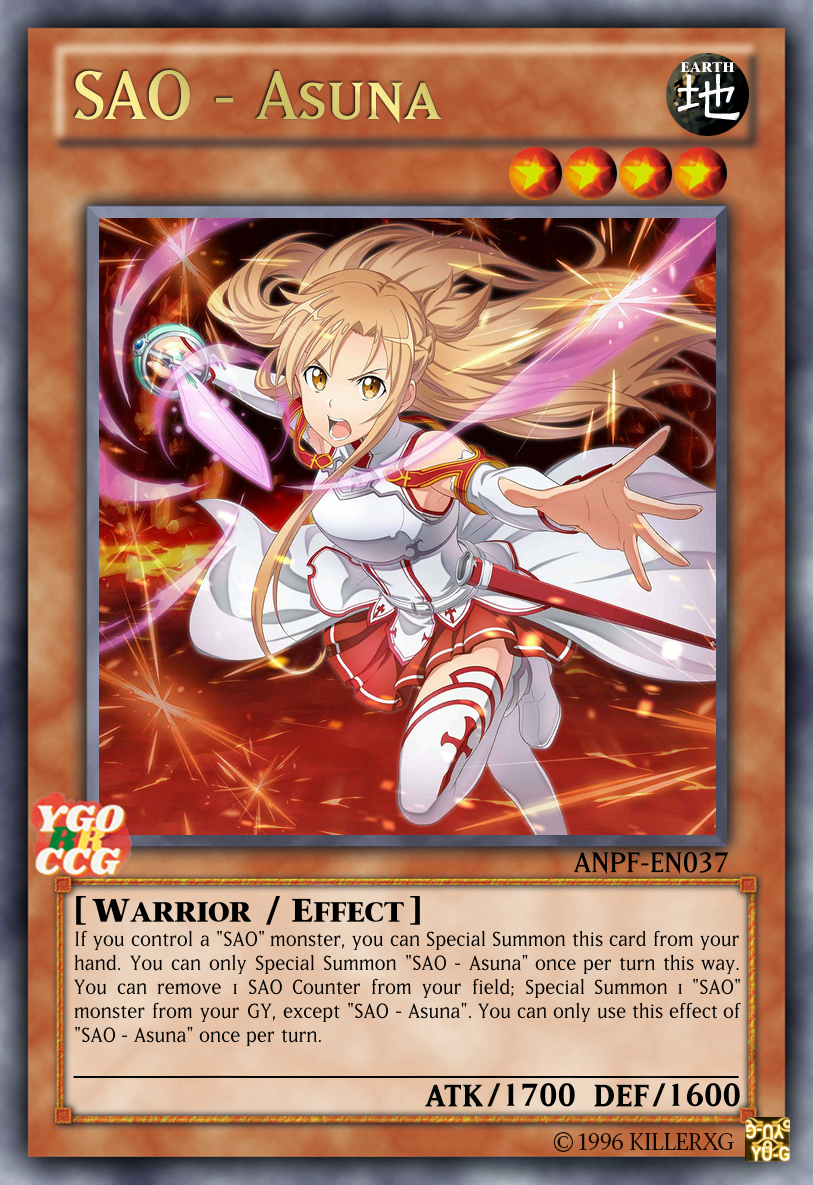 SAO - Asuna
EARTH
地
YGO
RR
CCG
ANPF-EN037
[ Warrior / Effect ]
If you control a "SAO" monster, you can Special Summon this card from your
hand. You can only Special Summon "SAO - Asuna" once per turn this way.
You can remove 1 SAO Counter from your field; Special Summon 1 "SAO"
monster from your GY, except "SAO - Asuna". You can only use this effect of
"SAO - Asuna" once per turn.
ATK/1700 DEF/1600
© 1996 KILLERXG